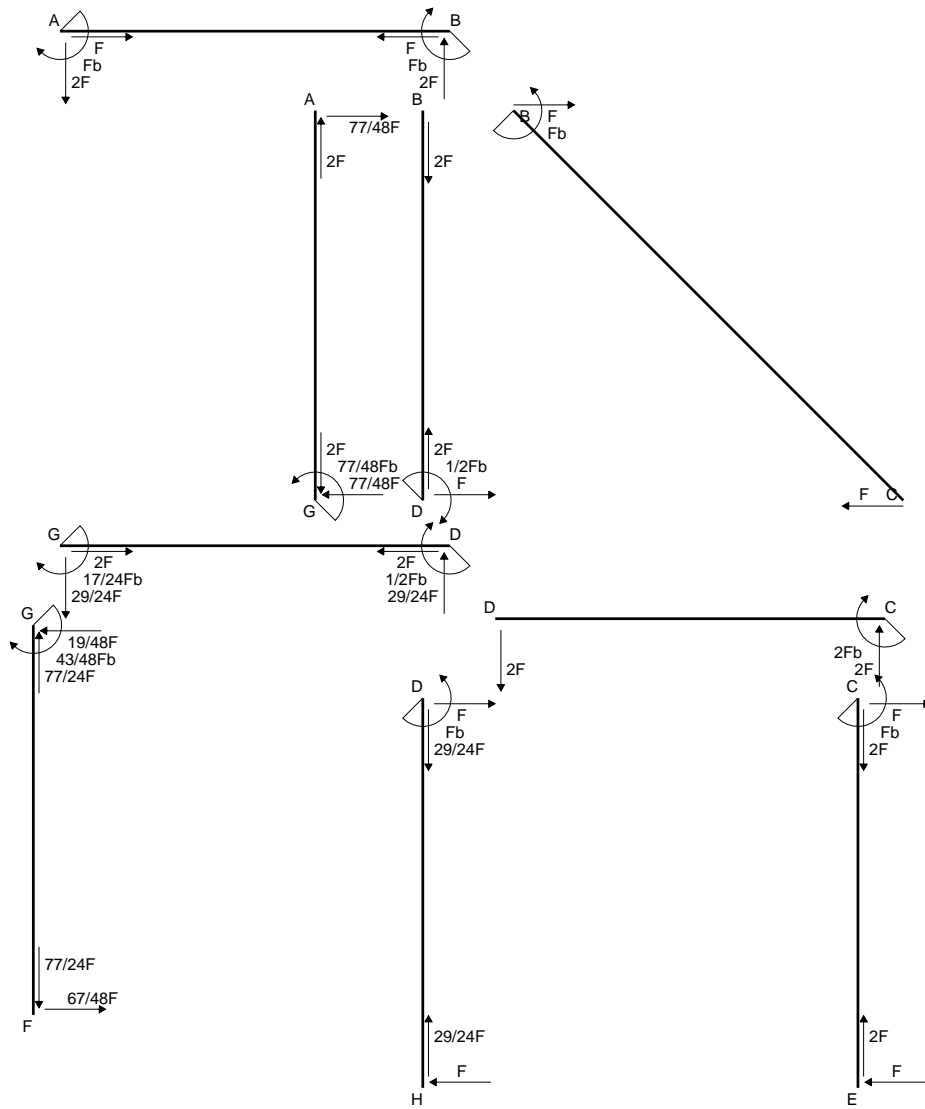 A B
F F
Fb Fb
2F 2F
A B
77/48F
B F
Fb
2F 2F
2F 2F
77/48Fb 1/2Fb
77/48F F
G D
F C
G D
2F 2F
17/24Fb 1/2Fb
29/24F 29/24F
G D C
19/48F
43/48Fb 2Fb
77/24F 2F 2F
D C
F F
Fb Fb
29/24F 2F
77/24F
67/48F
F
29/24F 2F
F F
H E